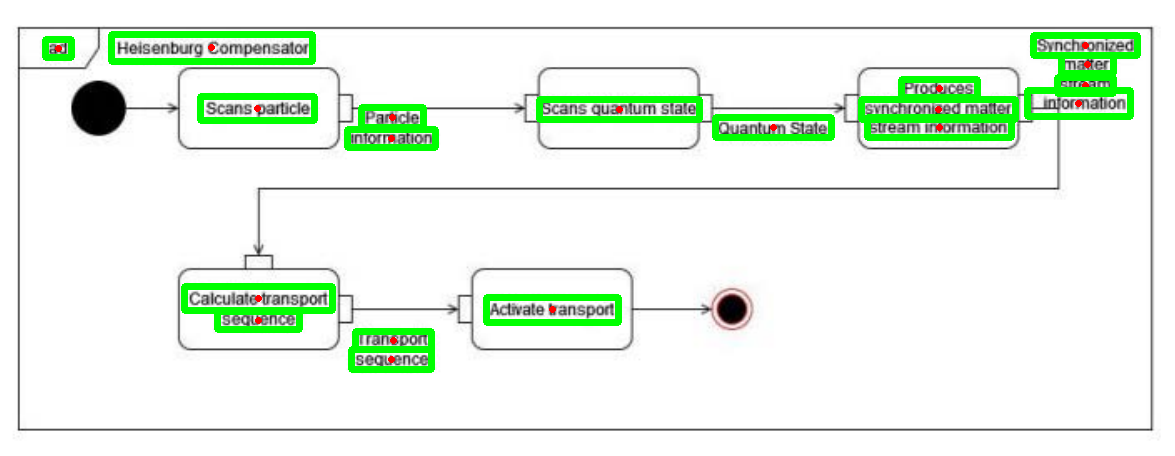 ad
Heisenburg Compensator
Scans particle
Particle
information
Scans quantum state
Quantum State
Produces
synchronized matter
stream information
Synchronized
matter
stream
information
Calculate transport
sequence
Transport
sequence
Activate transport